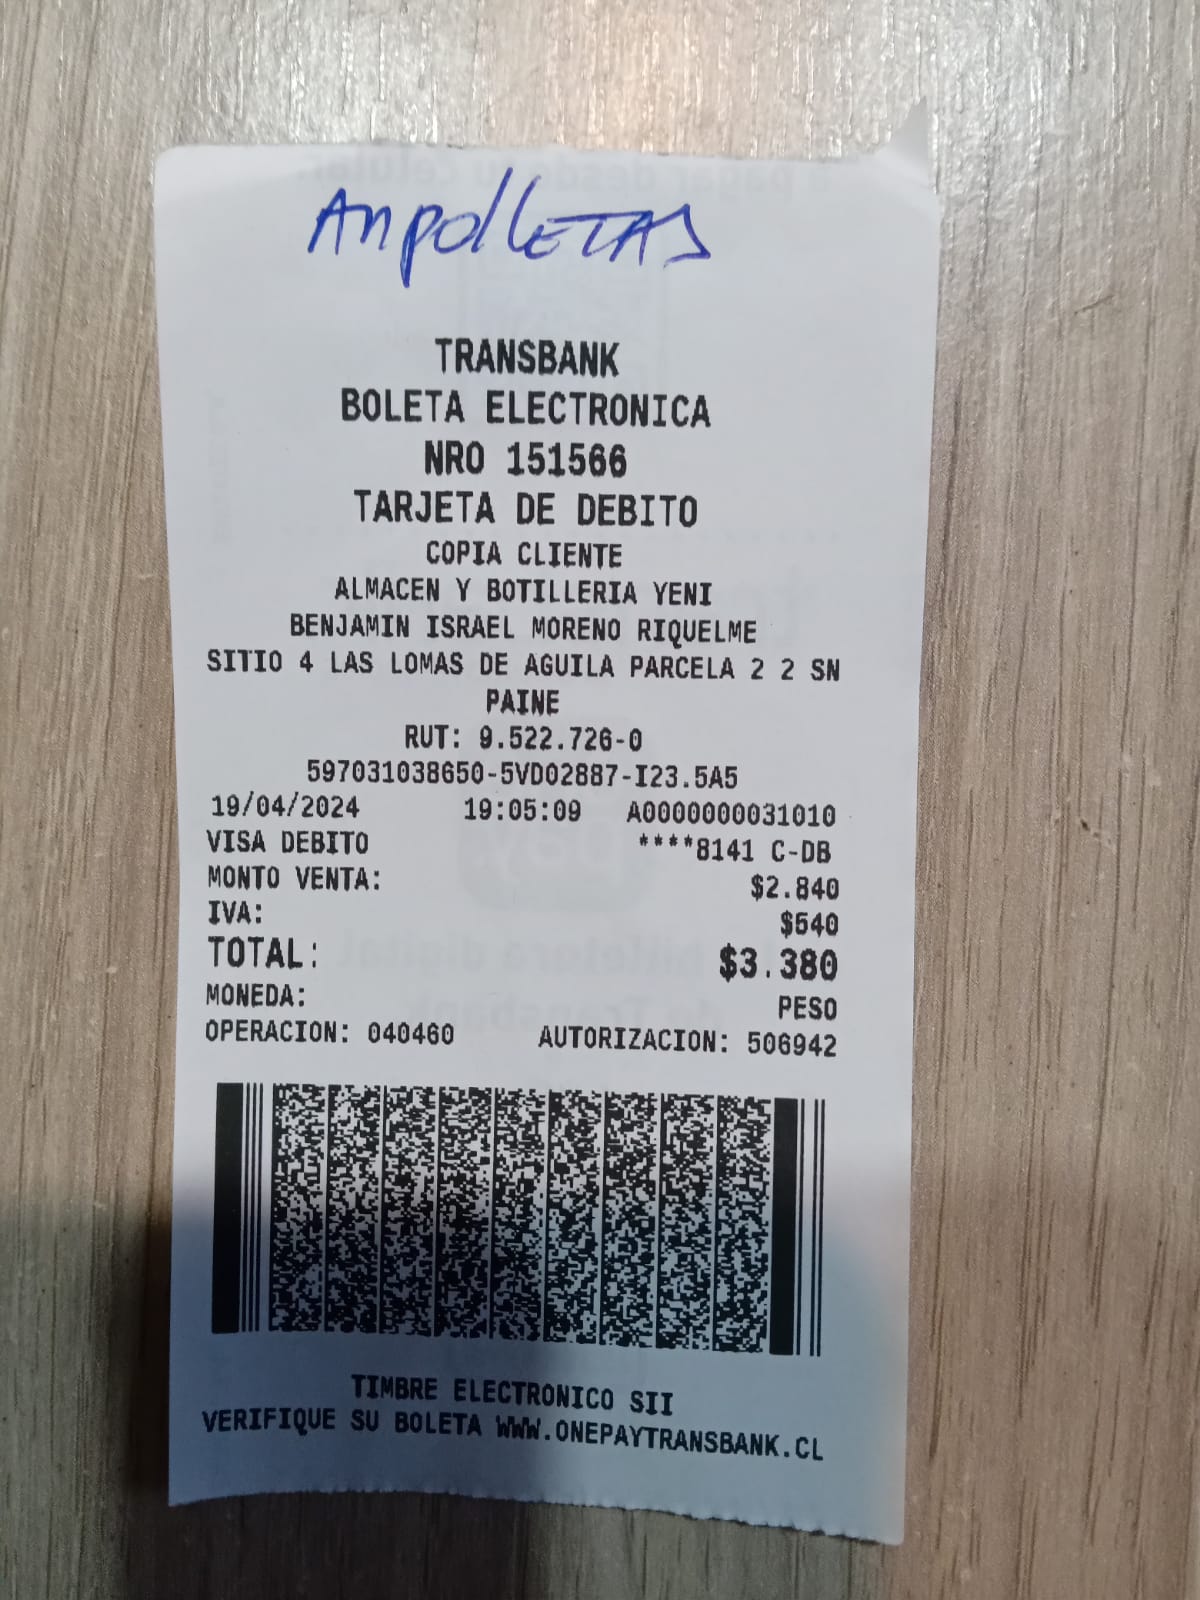 Ampolletas
TRANSBANK
BOLETA ELECTRONICA
NRO 151566
TARJETA DE DEBITO
COPIA CLIENTE
ALMACEN Y BOTILLERIA YENI
BENJAMIN ISRAEL MORENO RIQUELME
SITIO 4 LAS LOMAS DE AGUILA PARCELA 2 2 SN
PAINE
RUT: 9.522.726-0
597031038650-5VD02887-I23.5A5
19/04/2024 19:05:09 A0000000031010
VISA DEBITO ****8141 C-DB
MONTO VENTA: $2.840
IVA: $540
TOTAL: $3.380
MONEDA: PESO
OPERACION: 040460 AUTORIZACION: 506942
TIMBRE ELECTRONICO SII
VERIFIQUE SU BOLETA WWW.ONEPAYTRANSBANK.CL